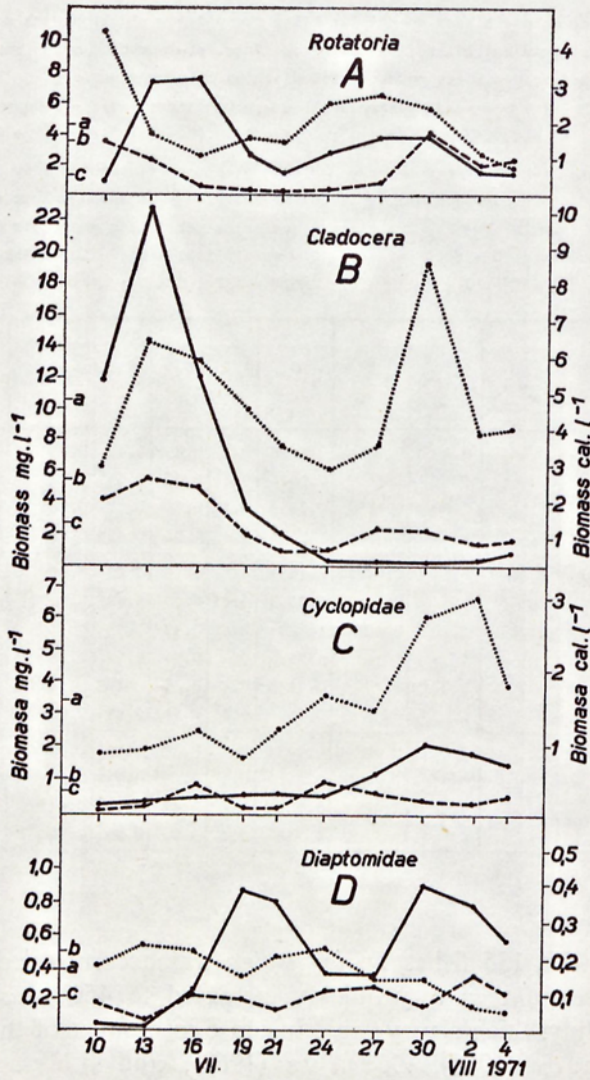 Rotatoria
A
10
8
6
4
2
a
b
c
4
3
2
1
Cladocera
B
22
20
18
16
14
12
10
8
6
4
2
a
b
c
10
9
8
7
6
5
4
3
2
1
Biomass mg. l⁻¹
Biomass cal. l⁻¹
Cyclopidae
C
7
6
5
4
3
2
1
a
b
c
3
2
1
Biomasa mg. l⁻¹
Biomasa cal. l⁻¹
Diaptomidae
D
1,0
0,8
0,6
0,4
0,2
b
a
c
0,5
0,4
0,3
0,2
0,1
10 13 16 19 21 24 27 30 2 4
VII. VIII 1971